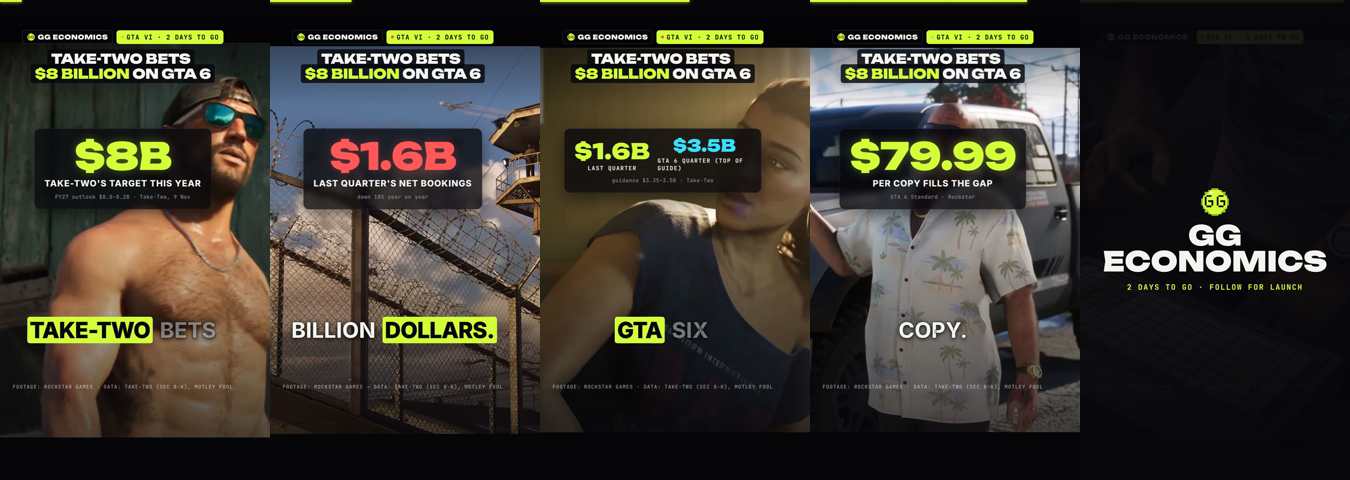 GG ECONOMICS
GTA VI · 2 DAYS TO GO
TAKE-TWO BETS
$8 BILLION ON GTA 6
$8B
TAKE-TWO'S TARGET THIS YEAR
FY27 outlook $8.0-8.2B · Take-Two, 9 Nov
TAKE-TWO BETS
FOOTAGE: ROCKSTAR GAMES · DATA: TAKE-TWO (SEC 8-K), MOTLEY FOOL
GG ECONOMICS
GTA VI · 2 DAYS TO GO
TAKE-TWO BETS
$8 BILLION ON GTA 6
$1.6B
LAST QUARTER'S NET BOOKINGS
down 18% year on year
BILLION DOLLARS.
FOOTAGE: ROCKSTAR GAMES · DATA: TAKE-TWO (SEC 8-K), MOTLEY FOOL
GG ECONOMICS
GTA VI · 2 DAYS TO GO
TAKE-TWO BETS
$8 BILLION ON GTA 6
$1.6B
LAST QUARTER
$3.5B
GTA 6 QUARTER (TOP OF
GUIDE)
guidance $3.35-3.5B · Take-Two
GTA SIX
FOOTAGE: ROCKSTAR GAMES · DATA: TAKE-TWO (SEC 8-K), MOTLEY FOOL
GG ECONOMICS
GTA VI · 2 DAYS TO GO
TAKE-TWO BETS
$8 BILLION ON GTA 6
$79.99
PER COPY FILLS THE GAP
GTA 6 Standard · Rockstar
COPY.
FOOTAGE: ROCKSTAR GAMES · DATA: TAKE-TWO (SEC 8-K), MOTLEY FOOL
GG ECONOMICS
GTA VI · 2 DAYS TO GO
GG
GG
ECONOMICS
2 DAYS TO GO · FOLLOW FOR LAUNCH